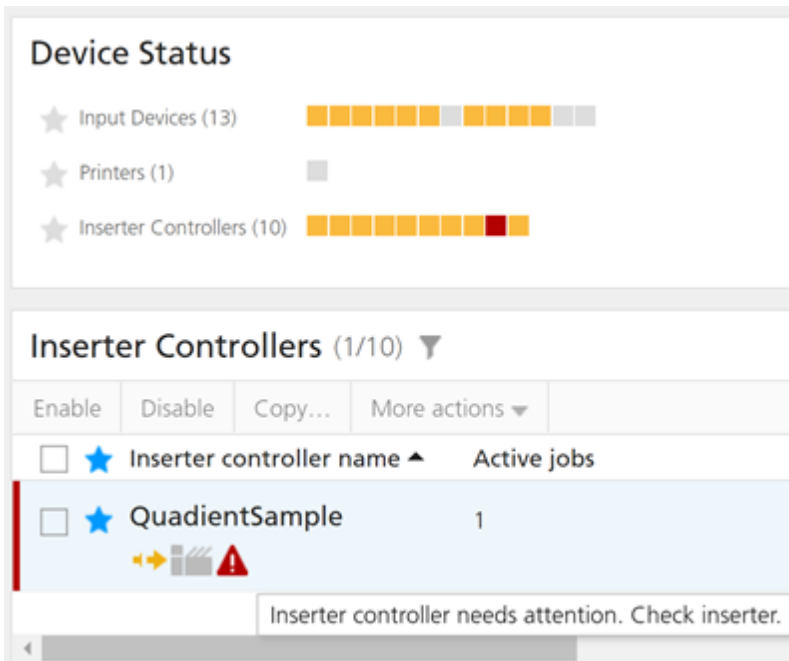 Device Status
Input Devices (13)
Printers (1)
Inserter Controllers (10)
Inserter Controllers (1/10)
Enable Disable Copy... More actions
Inserter controller name Active jobs
QuadientSample 1
Inserter controller needs attention. Check inserter.